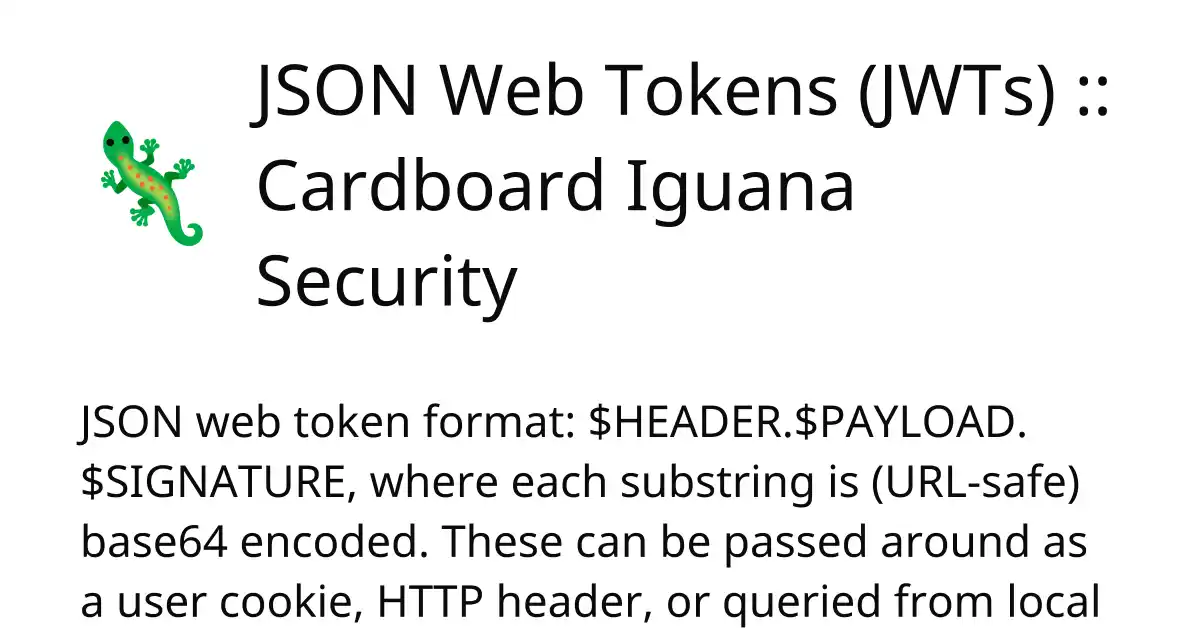 JSON Web Tokens (JWTs) ::
Cardboard Iguana
Security
JSON web token format: $HEADER.$PAYLOAD.
$SIGNATURE, where each substring is (URL-safe)
base64 encoded. These can be passed around as
a user cookie, HTTP header, or queried from local